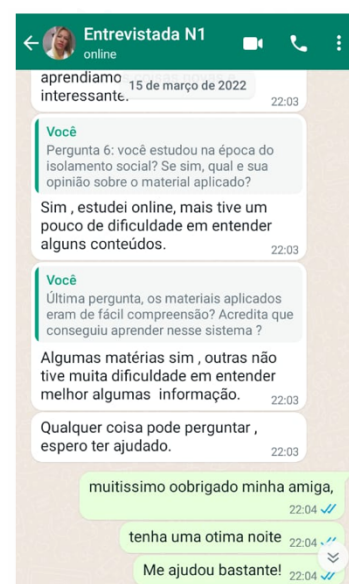 Entrevistada N1
online
aprendiamo
15 de março de 2022
interessante.
22:03
Você
Pergunta 6: você estudou na época do
isolamento social? Se sim, qual e sua
opinião sobre o material aplicado?
Sim , estudei online, mais tive um
pouco de dificuldade em entender
alguns conteúdos.
22:03
Você
Última pergunta, os materiais aplicados
eram de fácil compreensão? Acredita que
conseguiu aprender nesse sistema ?
Algumas matérias sim , outras não
tive muita dificuldade em entender
melhor algumas informação.
22:03
Qualquer coisa pode perguntar ,
espero ter ajudado.
22:03
muitissimo oobrigado minha amiga,
22:04
tenha uma otima noite 22:04
Me ajudou bastante! 22:04